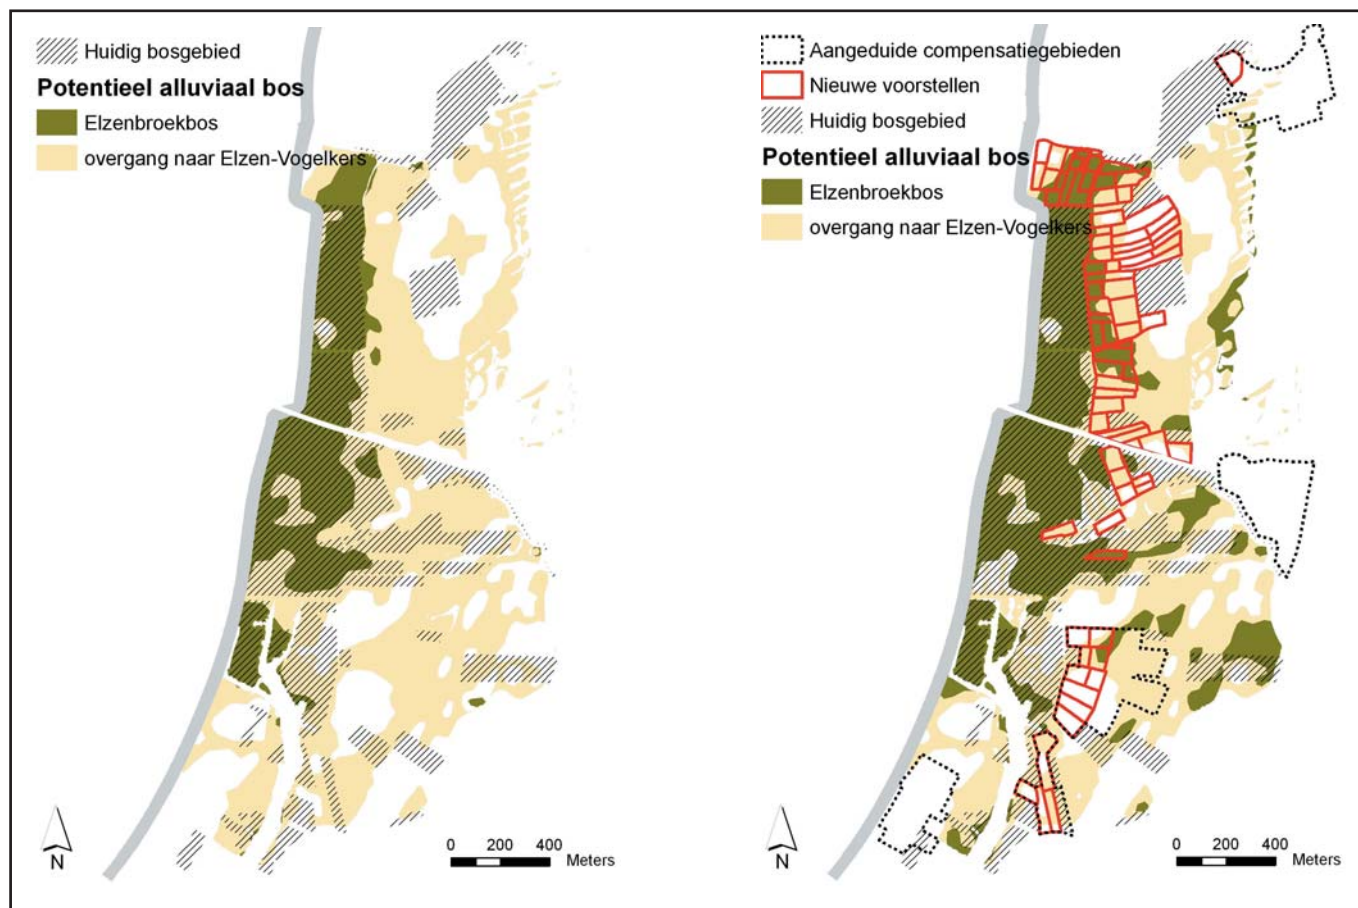 Huidig bosgebied
Potentieel alluviaal bos
Elzenbroekbos
overgang naar Elzen-Vogelkers
N
0 200 400
Meters
Aangeduide compensatiegebieden
Nieuwe voorstellen
Huidig bosgebied
Potentieel alluviaal bos
Elzenbroekbos
overgang naar Elzen-Vogelkers
N
0 200 400
Meters